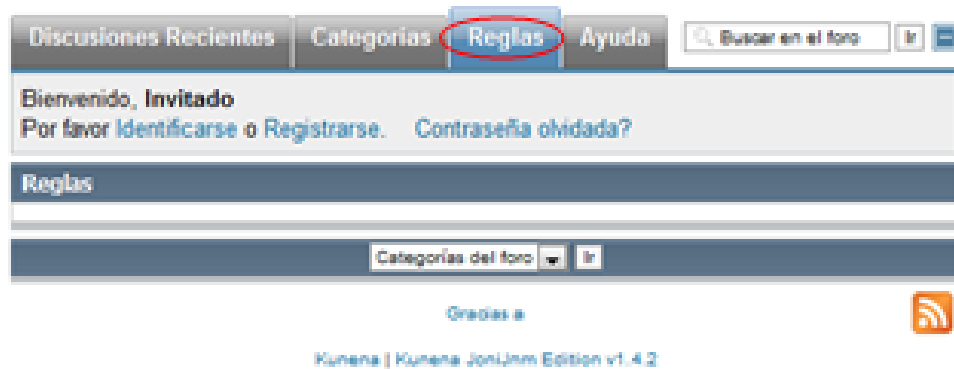 Discusiones Recientes Categorias Reglas Ayuda Buscar en el foro Ir
Bienvenido, Invitado
Por favor Identificarse o Registrarse. Contraseña olvidada?
Reglas
Categorías del foro Ir
Gracias a
Kunena | Kunena JoniJnm Edition v1.4.2